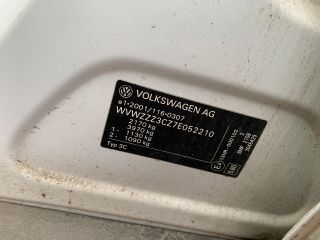 VOLKSWAGEN AG
e1-2001/116-0307
WVWZZZ3CZ7E052210
2170 kg
3970 kg
1- 1130 kg
2- 1090 kg
Typ 3C